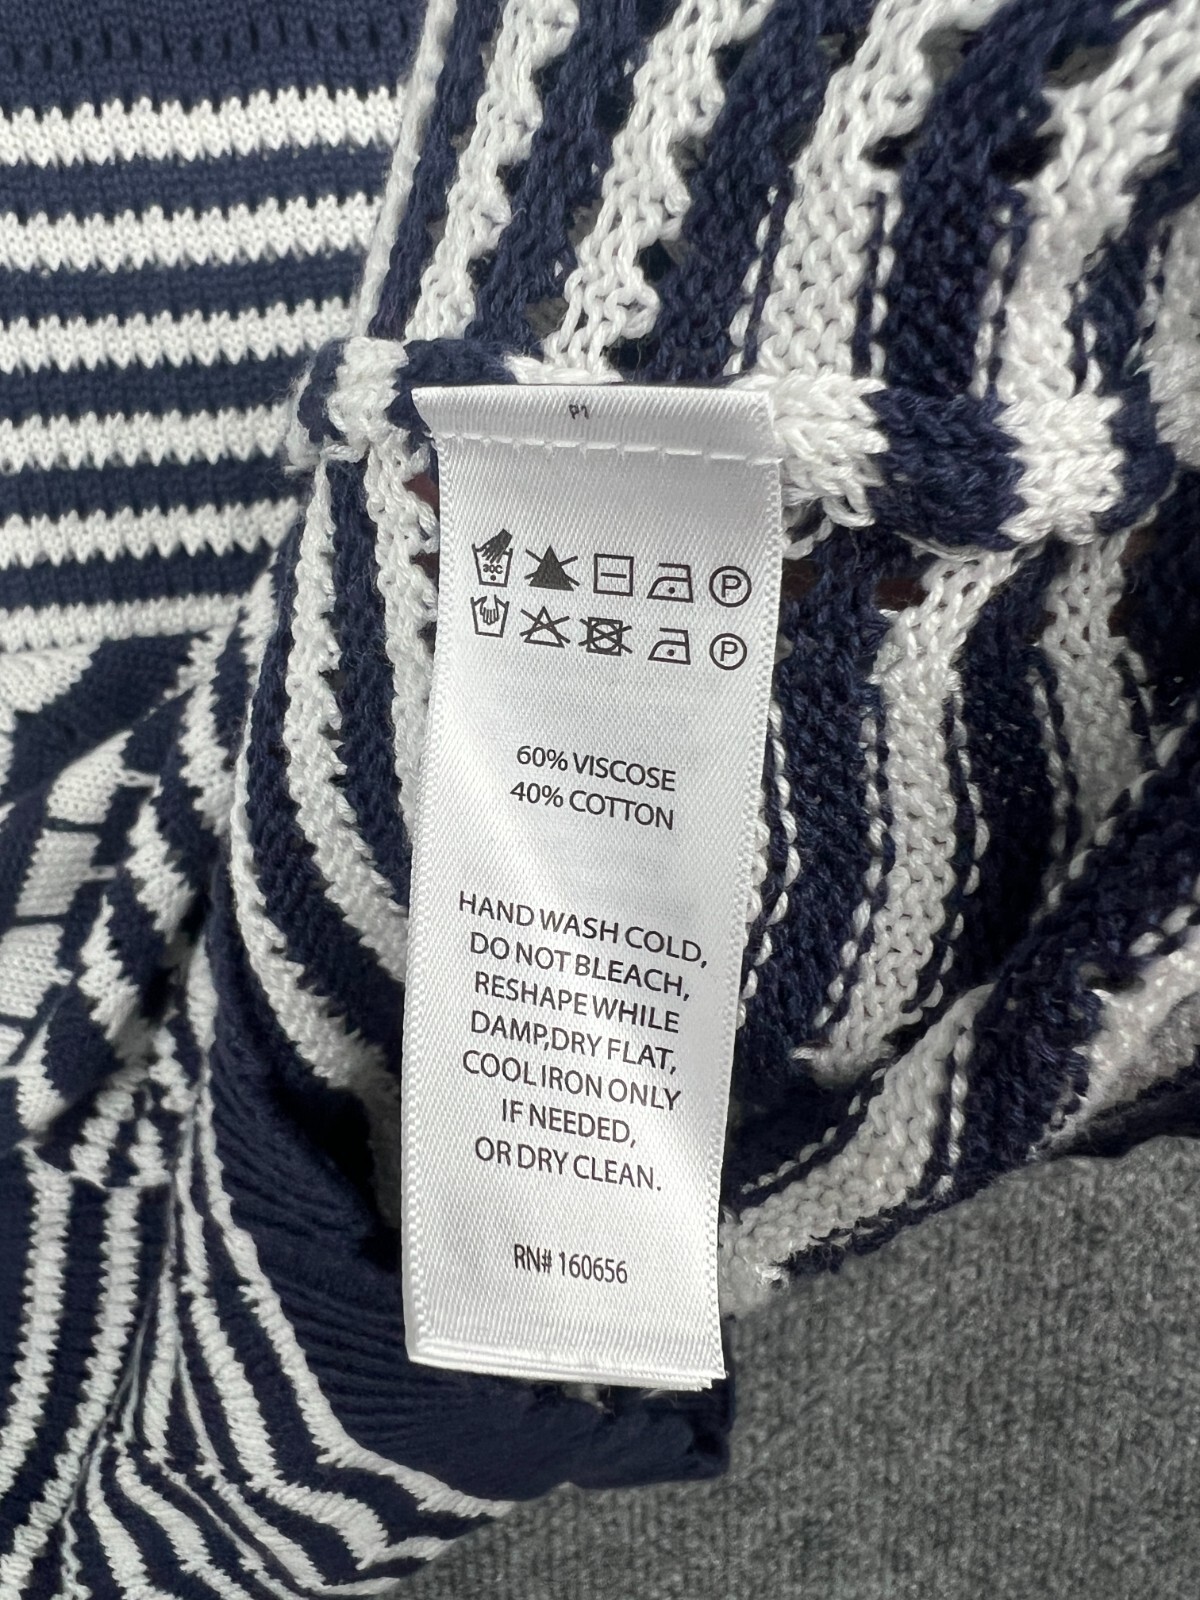 P1
30C
P
P
60% VISCOSE
40% COTTON
HAND WASH COLD,
DO NOT BLEACH,
RESHAPE WHILE
DAMP,DRY FLAT,
COOL IRON ONLY
IF NEEDED,
OR DRY CLEAN.
RN# 160656